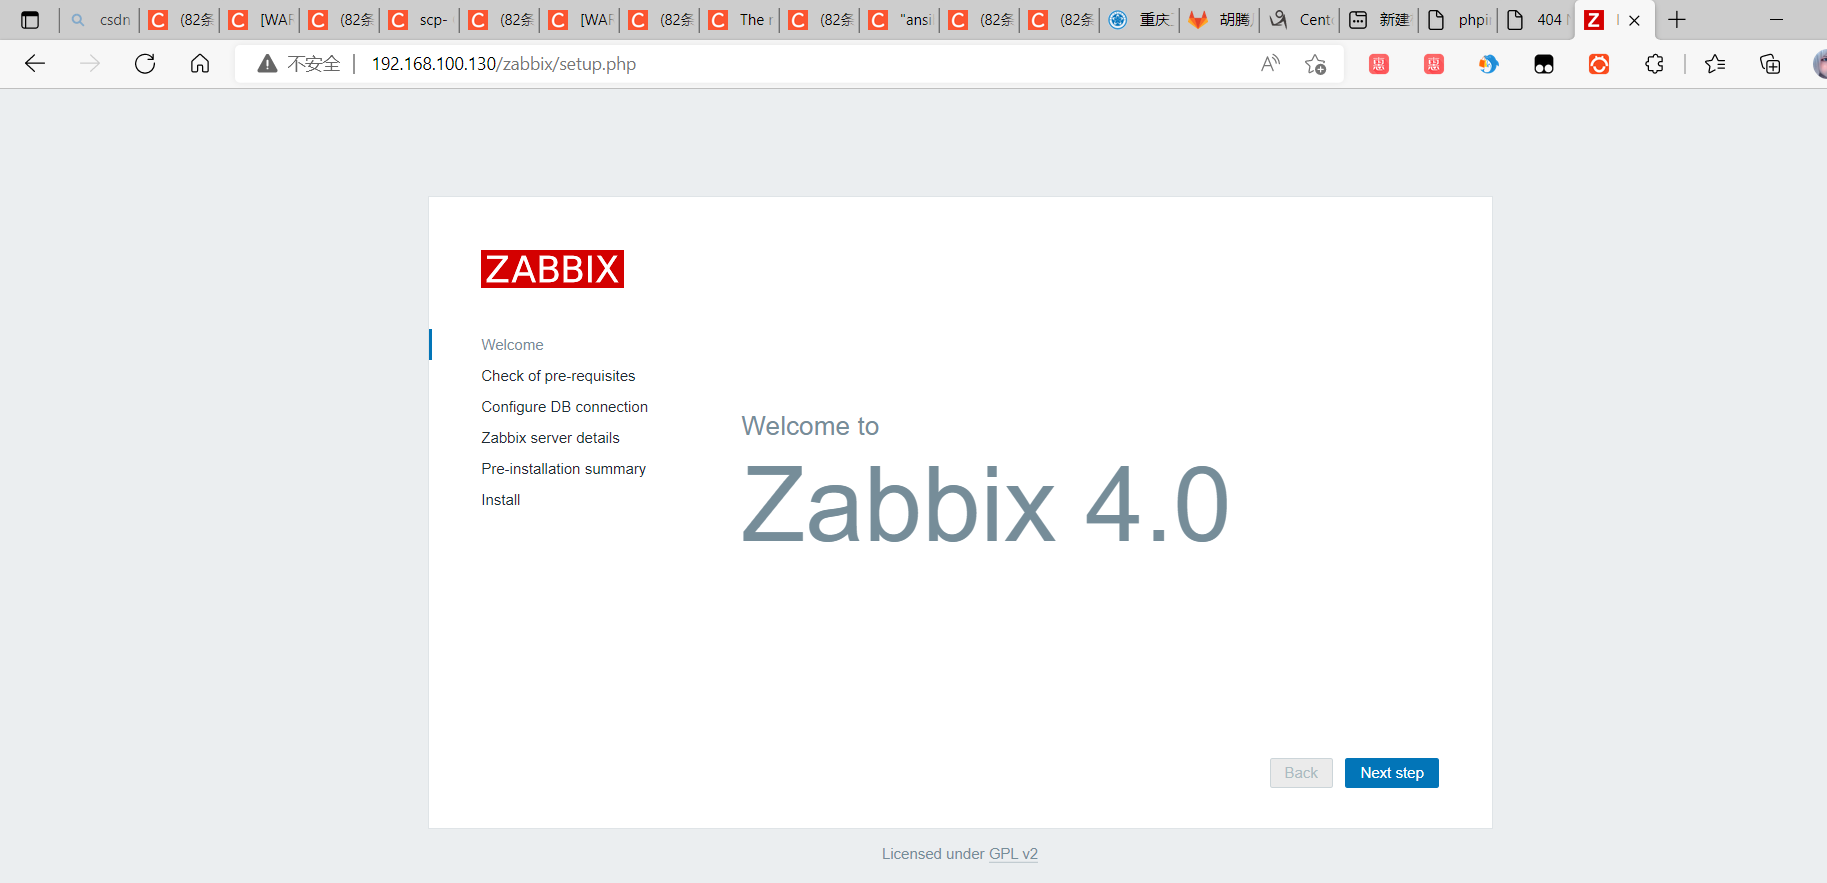 csdn (82条 [WAF (82条 scp- (82条 [WAF (82条 The r (82条 "ansi (82条 (82条 重庆 胡腾 Cent 新建 phpi 404
不安全 192.168.100.130/zabbix/setup.php
ZABBIX
Welcome
Check of pre-requisites
Configure DB connection
Zabbix server details
Pre-installation summary
Install
Welcome to
Zabbix 4.0
Back Next step
Licensed under GPL v2